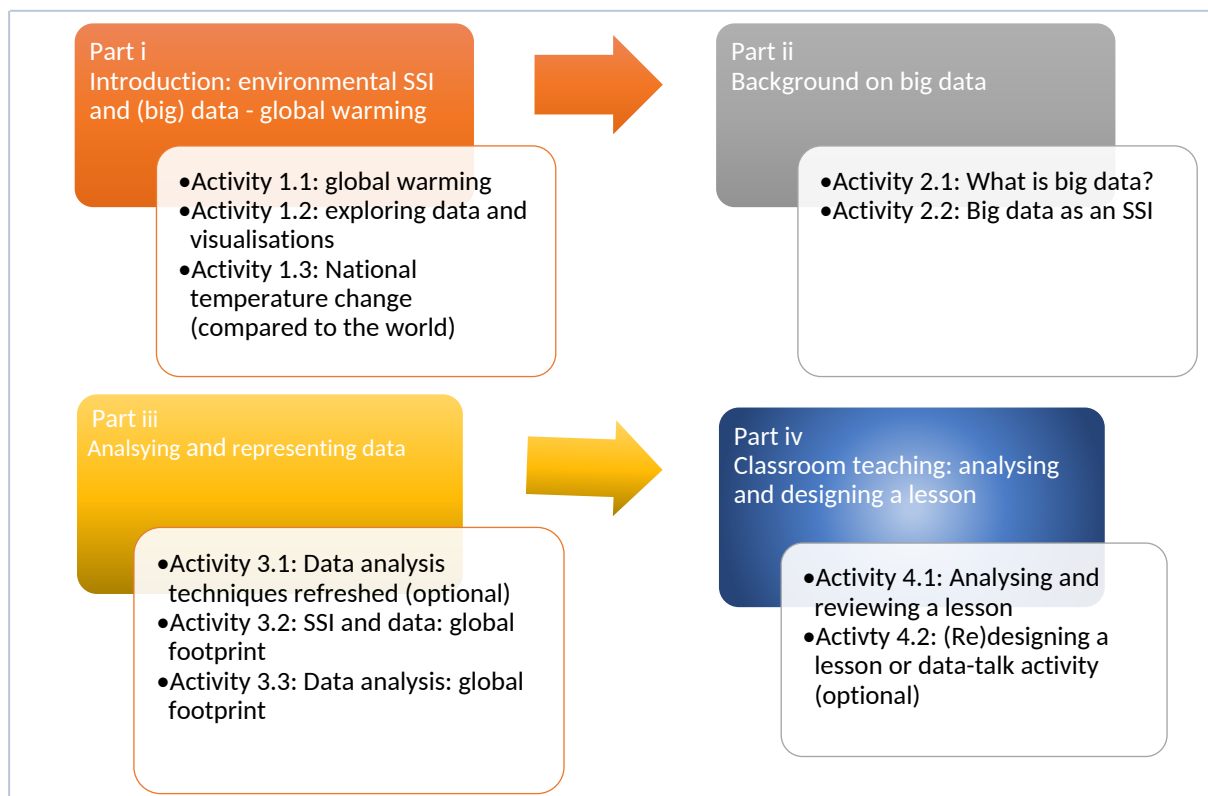 Part i
Introduction: environmental SSI
and (big) data - global warming
•Activity 1.1: global warming
•Activity 1.2: exploring data and
visualisations
•Activity 1.3: National
temperature change
(compared to the world)
Part ii
Background on big data
•Activity 2.1: What is big data?
•Activity 2.2: Big data as an SSI
Part iii
Analsying and representing data
•Activity 3.1: Data analysis
techniques refreshed (optional)
•Activity 3.2: SSI and data: global
footprint
•Activity 3.3: Data analysis: global
footprint
Part iv
Classroom teaching: analysing
and designing a lesson
•Activity 4.1: Analysing and
reviewing a lesson
•Activty 4.2: (Re)designing a
lesson or data-talk activity
(optional)